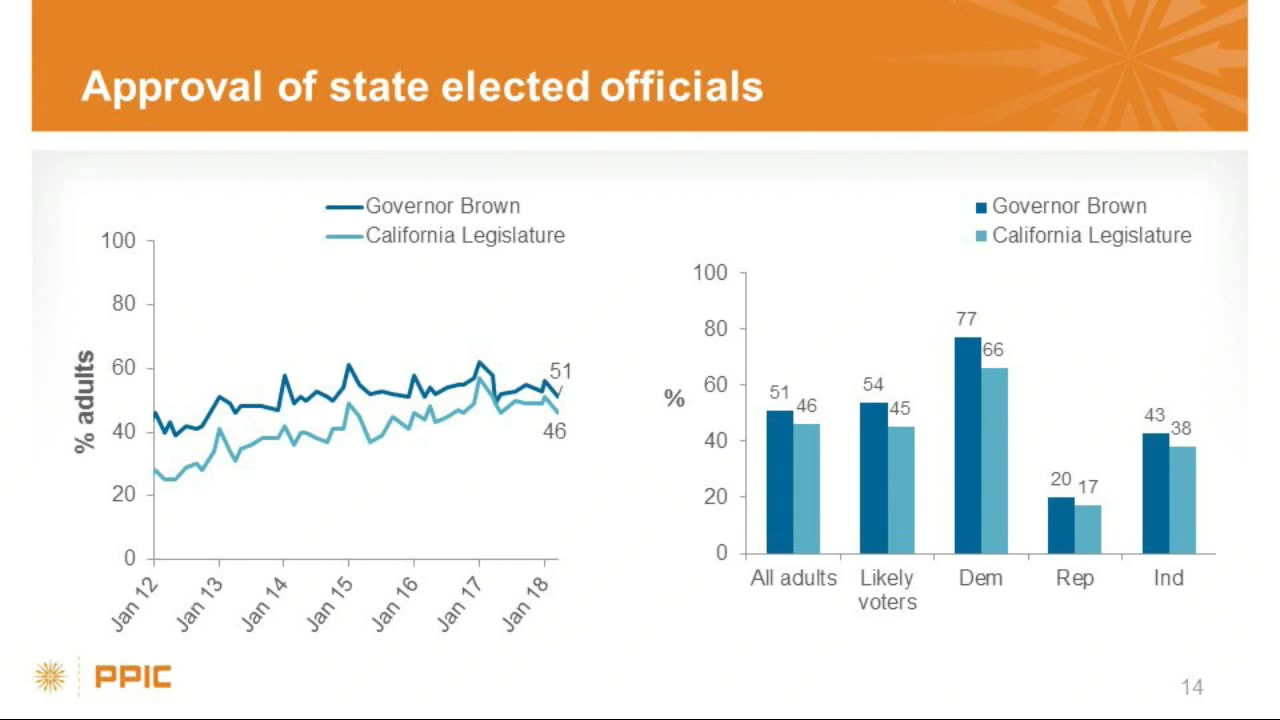 Approval of state elected officials
Governor Brown
California Legislature
100
80
60
40
20
0
% adults
51
46
Jan 12
Jan 13
Jan 14
Jan 15
Jan 16
Jan 17
Jan 18
Governor Brown
California Legislature
100
80
60
40
20
0
%
51
46
54
45
77
66
20
17
43
38
All adults
Likely
voters
Dem
Rep
Ind
PPIC
14